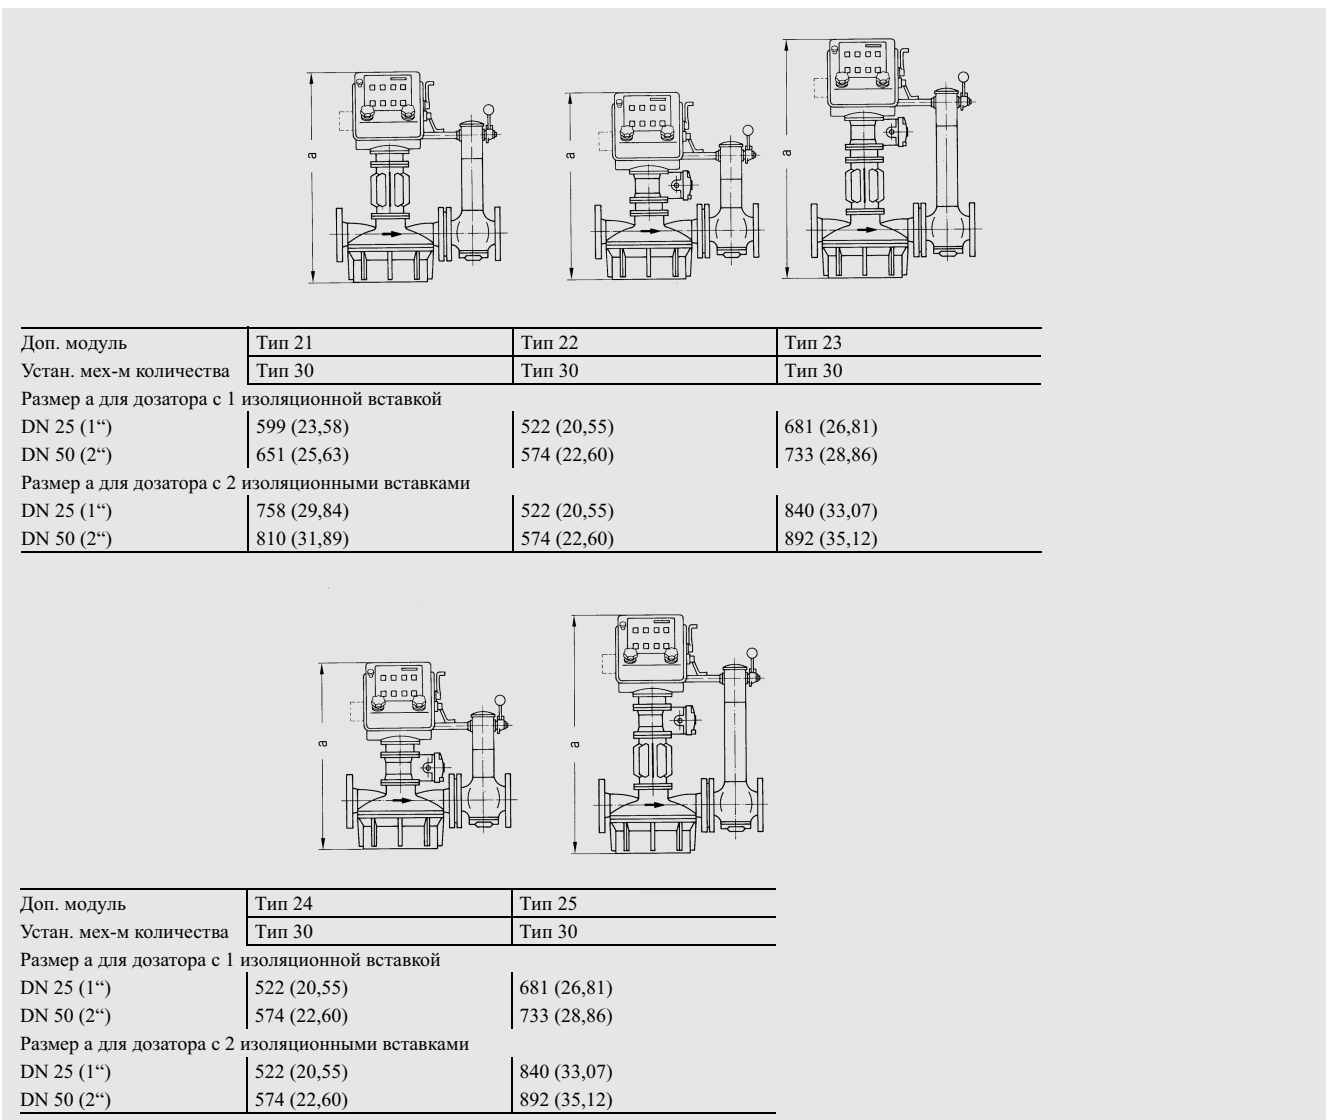 a
a
a
Доп. модуль Тип 21 Тип 22 Тип 23
Устан. мех-м количества Тип 30 Тип 30 Тип 30
Размер а для дозатора с 1 изоляционной вставкой
DN 25 (1“) 599 (23,58) 522 (20,55) 681 (26,81)
DN 50 (2“) 651 (25,63) 574 (22,60) 733 (28,86)
Размер а для дозатора с 2 изоляционными вставками
DN 25 (1“) 758 (29,84) 522 (20,55) 840 (33,07)
DN 50 (2“) 810 (31,89) 574 (22,60) 892 (35,12)
a
a
Доп. модуль Тип 24 Тип 25
Устан. мех-м количества Тип 30 Тип 30
Размер а для дозатора с 1 изоляционной вставкой
DN 25 (1“) 522 (20,55) 681 (26,81)
DN 50 (2“) 574 (22,60) 733 (28,86)
Размер а для дозатора с 2 изоляционными вставками
DN 25 (1“) 522 (20,55) 840 (33,07)
DN 50 (2“) 574 (22,60) 892 (35,12)